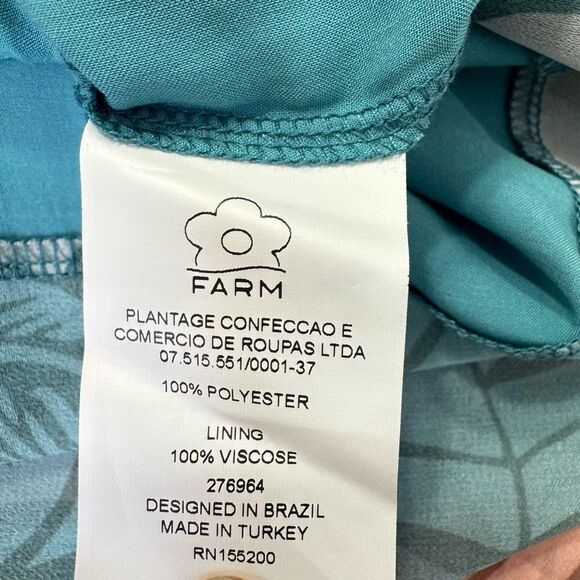 FARM
PLANTAGE CONFECCAO E
COMERCIO DE ROUPAS LTDA
07.515.551/0001-37
100% POLYESTER
LINING
100% VISCOSE
276964
DESIGNED IN BRAZIL
MADE IN TURKEY
RN155200